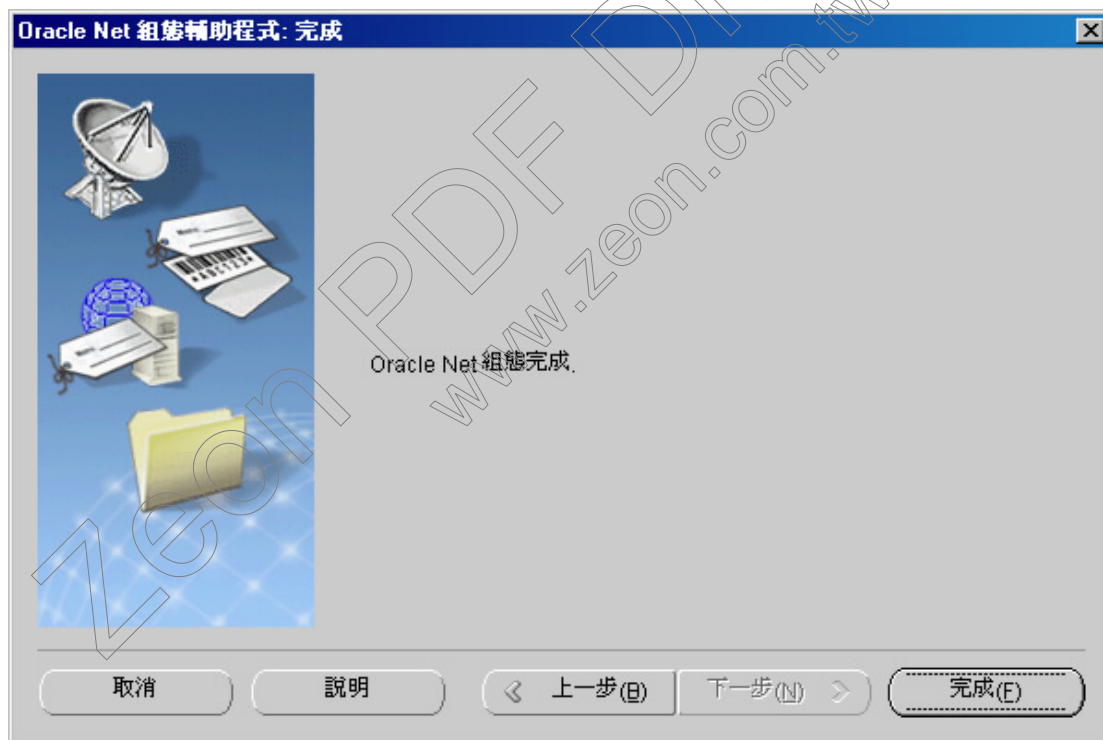 Oracle Net 組態輔助程式: 完成
Oracle Net 組態完成.
取消
說明
上一步(B)
下一步(N)
完成(F)
Zeon PDF D
www.zeon.com.tw